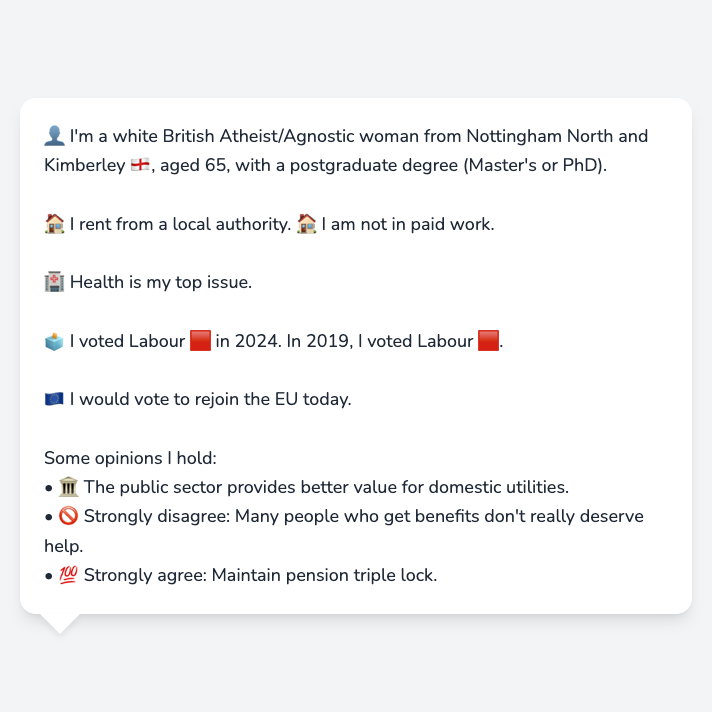 👤 I'm a white British Atheist/Agnostic woman from Nottingham North and
Kimberley 🏴󠁧󠁢󠁥󠁮󠁧󠁿, aged 65, with a postgraduate degree (Master's or PhD).
🏠 I rent from a local authority. 🏠 I am not in paid work.
🏥 Health is my top issue.
🗳️ I voted Labour 🟥 in 2024. In 2019, I voted Labour 🟥.
🇪🇺 I would vote to rejoin the EU today.
Some opinions I hold:
• 🏛️ The public sector provides better value for domestic utilities.
• 🚫 Strongly disagree: Many people who get benefits don't really deserve
help.
• 💯 Strongly agree: Maintain pension triple lock.